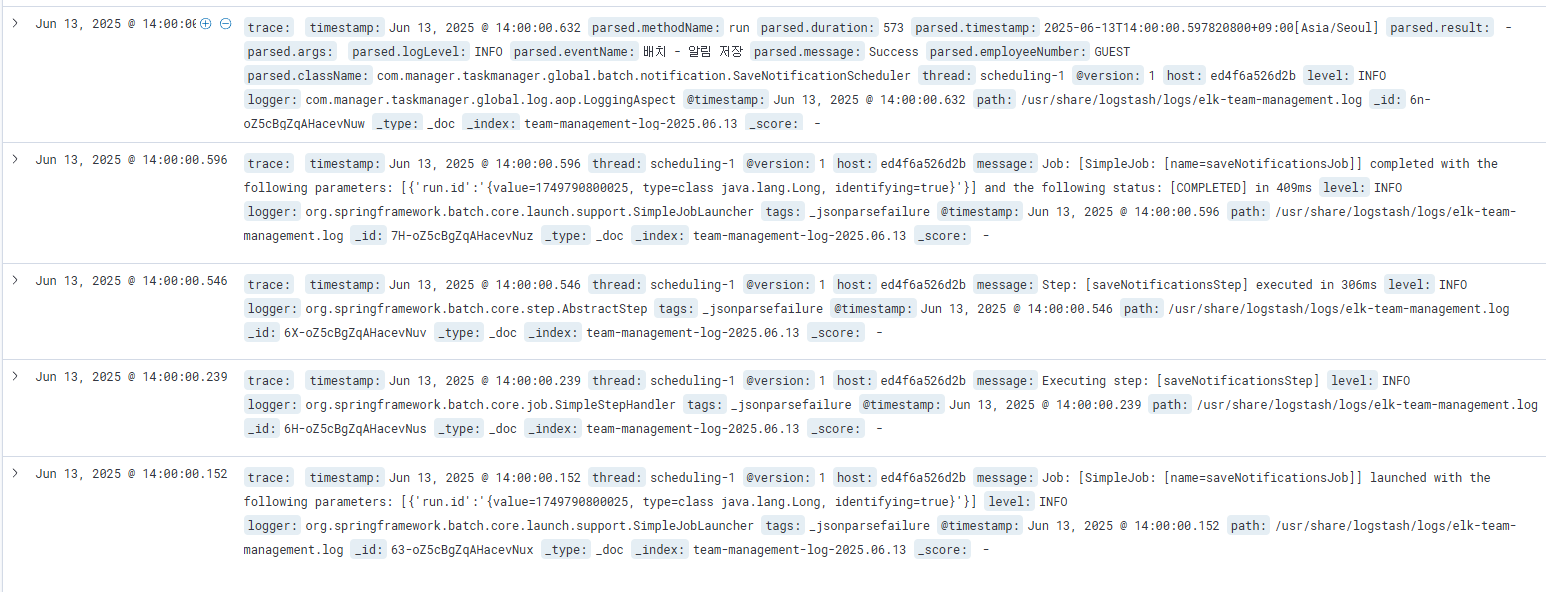 Jun 13, 2025 @ 14:00:00
trace: timestamp: Jun 13, 2025 @ 14:00:00.632 parsed.methodName: run parsed.duration: 573 parsed.timestamp: 2025-06-13T14:00:00.597820800+09:00[Asia/Seoul] parsed.result: -
parsed.args: parsed.logLevel: INFO parsed.eventName: 배치 - 알림 저장 parsed.message: Success parsed.employeeNumber: GUEST
parsed.className: com.manager.taskmanager.global.batch.notification.SaveNotificationScheduler thread: scheduling-1 @version: 1 host: ed4f6a526d2b level: INFO
logger: com.manager.taskmanager.global.log.aop.LoggingAspect @timestamp: Jun 13, 2025 @ 14:00:00.632 path: /usr/share/logstash/logs/elk-team-management.log _id: 6n-
oZ5cBgZqAHacevNuw _type: _doc _index: team-management-log-2025.06.13 _score: -
Jun 13, 2025 @ 14:00:00.596
trace: timestamp: Jun 13, 2025 @ 14:00:00.596 thread: scheduling-1 @version: 1 host: ed4f6a526d2b message: Job: [SimpleJob: [name=saveNotificationsJob]] completed with the
following parameters: [{'run.id':'{value=1749790800025, type=class java.lang.Long, identifying=true}'}] and the following status: [COMPLETED] in 409ms level: INFO
logger: org.springframework.batch.core.launch.support.SimpleJobLauncher tags: _jsonparsefailure @timestamp: Jun 13, 2025 @ 14:00:00.596 path: /usr/share/logstash/logs/elk-team-
management.log _id: 7H-oZ5cBgZqAHacevNuz _type: _doc _index: team-management-log-2025.06.13 _score: -
Jun 13, 2025 @ 14:00:00.546
trace: timestamp: Jun 13, 2025 @ 14:00:00.546 thread: scheduling-1 @version: 1 host: ed4f6a526d2b message: Step: [saveNotificationsStep] executed in 306ms level: INFO
logger: org.springframework.batch.core.step.AbstractStep tags: _jsonparsefailure @timestamp: Jun 13, 2025 @ 14:00:00.546 path: /usr/share/logstash/logs/elk-team-management.log
_id: 6X-oZ5cBgZqAHacevNuv _type: _doc _index: team-management-log-2025.06.13 _score: -
Jun 13, 2025 @ 14:00:00.239
trace: timestamp: Jun 13, 2025 @ 14:00:00.239 thread: scheduling-1 @version: 1 host: ed4f6a526d2b message: Executing step: [saveNotificationsStep] level: INFO
logger: org.springframework.batch.core.job.SimpleStepHandler tags: _jsonparsefailure @timestamp: Jun 13, 2025 @ 14:00:00.239 path: /usr/share/logstash/logs/elk-team-management.log
_id: 6H-oZ5cBgZqAHacevNus _type: _doc _index: team-management-log-2025.06.13 _score: -
Jun 13, 2025 @ 14:00:00.152
trace: timestamp: Jun 13, 2025 @ 14:00:00.152 thread: scheduling-1 @version: 1 host: ed4f6a526d2b message: Job: [SimpleJob: [name=saveNotificationsJob]] launched with the
following parameters: [{'run.id':'{value=1749790800025, type=class java.lang.Long, identifying=true}'}] level: INFO
logger: org.springframework.batch.core.launch.support.SimpleJobLauncher tags: _jsonparsefailure @timestamp: Jun 13, 2025 @ 14:00:00.152 path: /usr/share/logstash/logs/elk-team-
management.log _id: 63-oZ5cBgZqAHacevNux _type: _doc _index: team-management-log-2025.06.13 _score: -